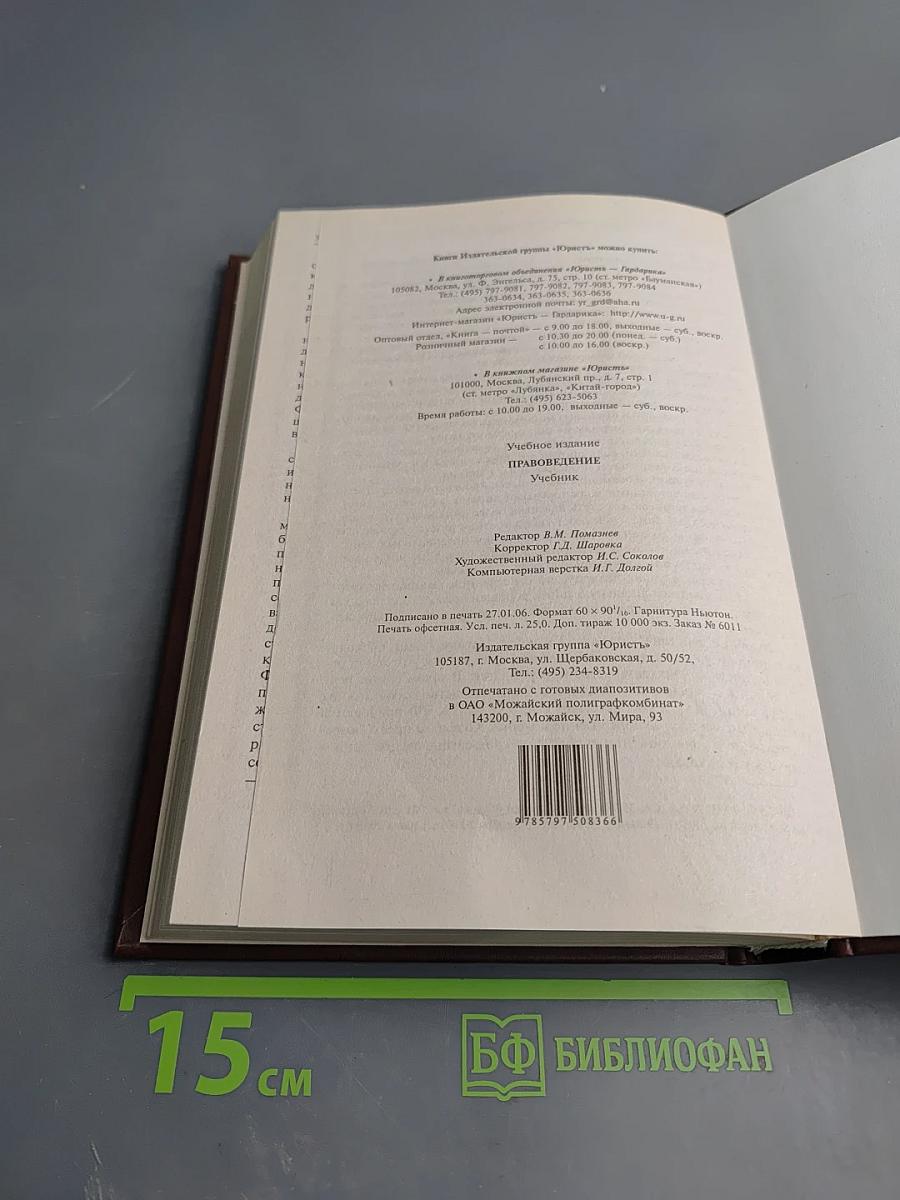 Книги Издательской группы «Юристъ» можно купить:
• В книготорговом объединении «Юристъ — Гардарика»
105082, Москва, ул. Ф. Энгельса, д. 75, стр. 10 (ст. метро «Бауманская»)
Тел.: (495) 797-9081, 797-9082, 797-9083, 797-9084
363-0634, 363-0635, 363-0636
Адрес электронной почты: yr_grd@aha.ru
Интернет-магазин «Юристъ — Гардарика»: http://www.u-g.ru
Оптовый отдел, «Книга — почтой» — с 9.00 до 18.00, выходные — суб., воскр.
Розничный магазин — с 10.30 до 20.00 (понед. — суб.)
с 10.00 до 16.00 (воскр.)
• В книжном магазине «Юристъ»
101000, Москва, Лубянский пр., д. 7, стр. 1
(ст. метро «Лубянка», «Китай-город»)
Тел.: (495) 623-5063
Время работы: с 10.00 до 19.00, выходные — суб., воскр.
Учебное издание
ПРАВОВЕДЕНИЕ
Учебник
Редактор В.М. Помазнев
Корректор Г.Д. Шаровка
Художественный редактор И.С. Соколов
Компьютерная верстка И.Г. Долгой
Подписано в печать 27.01.06. Формат 60 × 90 1/16. Гарнитура Ньютон.
Печать офсетная. Усл. печ. л. 25,0. Доп. тираж 10 000 экз. Заказ № 6011
Издательская группа «Юристъ»
105187, г. Москва, ул. Щербаковская, д. 50/52,
Тел.: (495) 234-8319
Отпечатано с готовых диапозитивов
в ОАО «Можайский полиграфкомбинат»
143200, г. Можайск, ул. Мира, 93
9 785797 508366
15 см
БФ БИБЛИОФАН